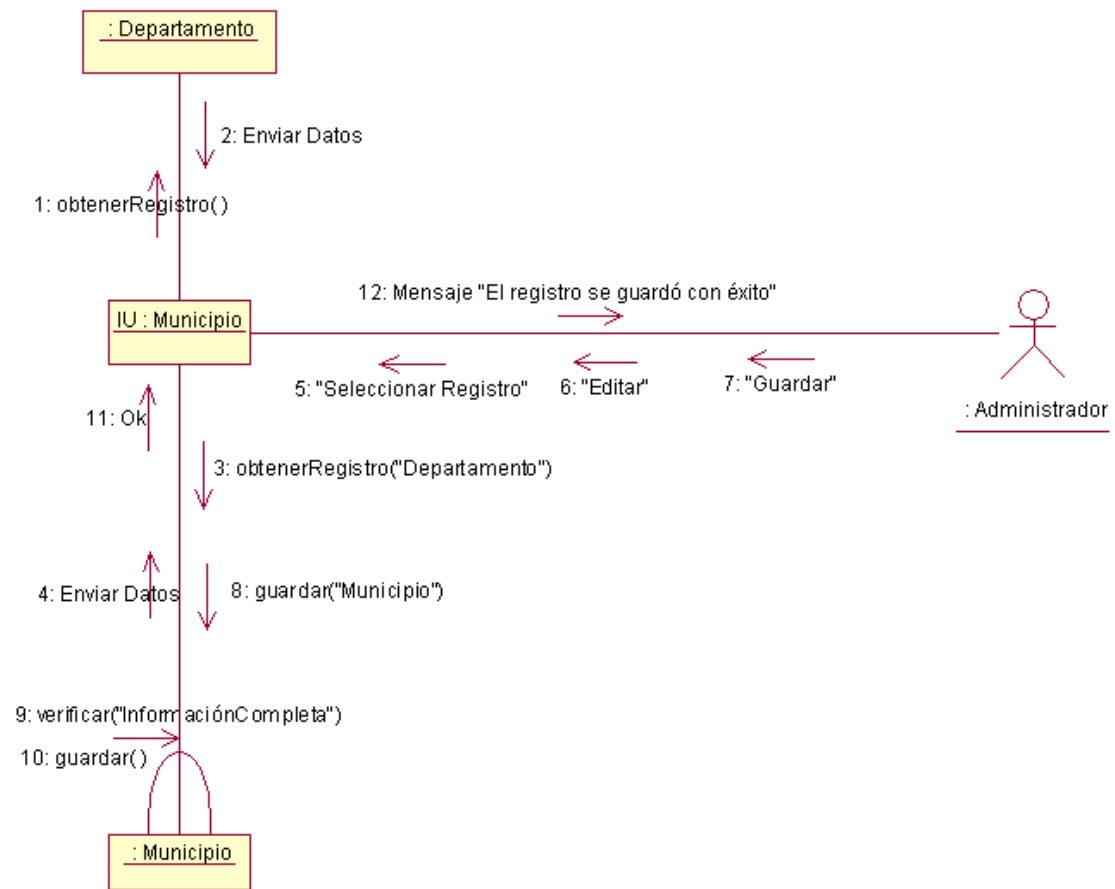 : Departamento
2: Enviar Datos
1: obtenerRegistro( )
12: Mensaje "El registro se guardó con éxito"
IU : Municipio
5: "Seleccionar Registro"
6: "Editar"
7: "Guardar"
: Administrador
11: Ok
3: obtenerRegistro("Departamento")
4: Enviar Datos
8: guardar("Municipio")
9: verificar("InformaciónCompleta")
10: guardar( )
: Municipio